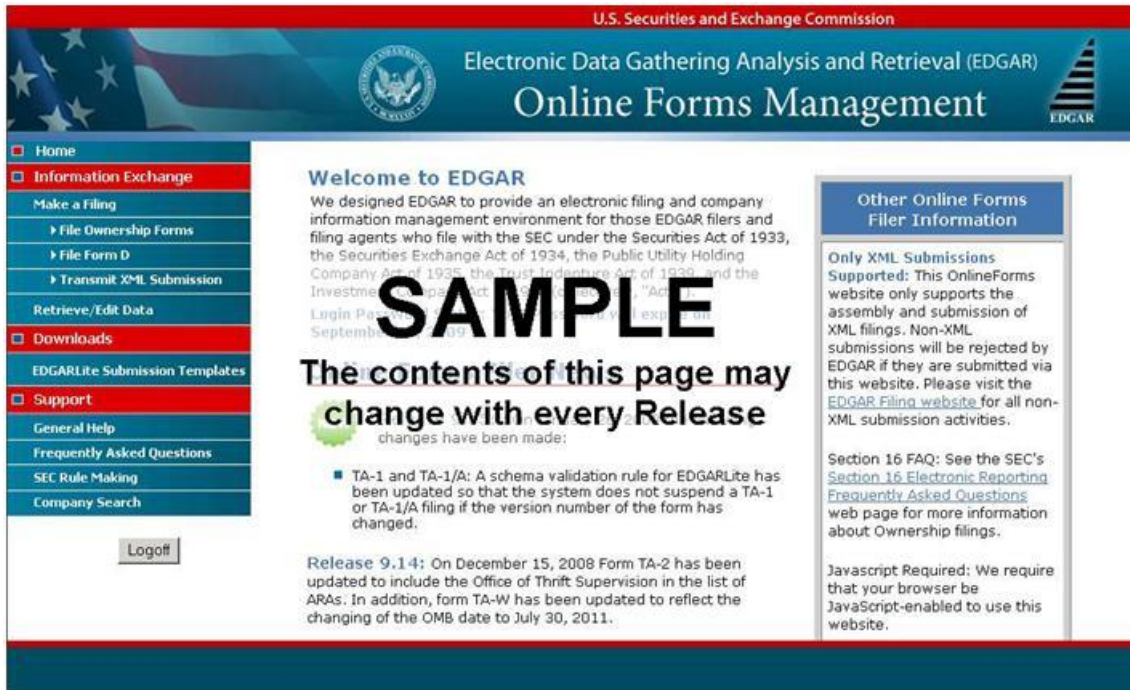 U.S. Securities and Exchange Commission
Electronic Data Gathering Analysis and Retrieval (EDGAR)
Online Forms Management
EDGAR
Home
Information Exchange
Make a Filing
File Ownership Forms
File Form D
Transmit XML Submission
Retrieve/Edit Data
Downloads
EDGARLite Submission Templates
Support
General Help
Frequently Asked Questions
SEC Rule Making
Company Search
Logoff
Welcome to EDGAR
We designed EDGAR to provide an electronic filing and company
information management environment for those EDGAR filers and
filing agents who file with the SEC under the Securities Act of 1933,
the Securities Exchange Act of 1934, the Public Utility Holding
Company Act of 1935, the Trust Indenture Act of 1939, and the
Investment Company Act
Login
will expire on
September
SAMPLE
The contents of this page may
change with every Release
changes have been made:
TA-1 and TA-1/A: A schema validation rule for EDGARLite has
been updated so that the system does not suspend a TA-1
or TA-1/A filing if the version number of the form has
changed.
Release 9.14: On December 15, 2008 Form TA-2 has been
updated to include the Office of Thrift Supervision in the list of
ARAs. In addition, form TA-W has been updated to reflect the
changing of the OMB date to July 30, 2011.
Other Online Forms
Filer Information
Only XML Submissions
Supported: This OnlineForms
website only supports the
assembly and submission of
XML filings. Non-XML
submissions will be rejected by
EDGAR if they are submitted via
this website. Please visit the
EDGAR Filing website for all non-
XML submission activities.
Section 16 FAQ: See the SEC's
Section 16 Electronic Reporting
Frequently Asked Questions
web page for more information
about Ownership filings.
Javascript Required: We require
that your browser be
JavaScript-enabled to use this
website.